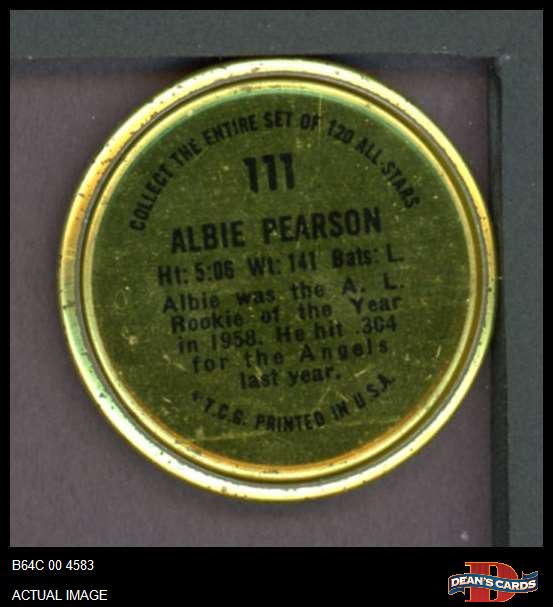 COLLECT THE ENTIRE SET OF 120 ALL-STARS
111
ALBIE PEARSON
Ht: 5:06 Wt: 141 Bats: L.
Albie was the A. L.
Rookie of the Year
in 1958. He hit .304
for the Angels
last year.
* T.C.G. PRINTED IN U.S.A.
B64C 00 4583
ACTUAL IMAGE
D
DEAN'S CARDS